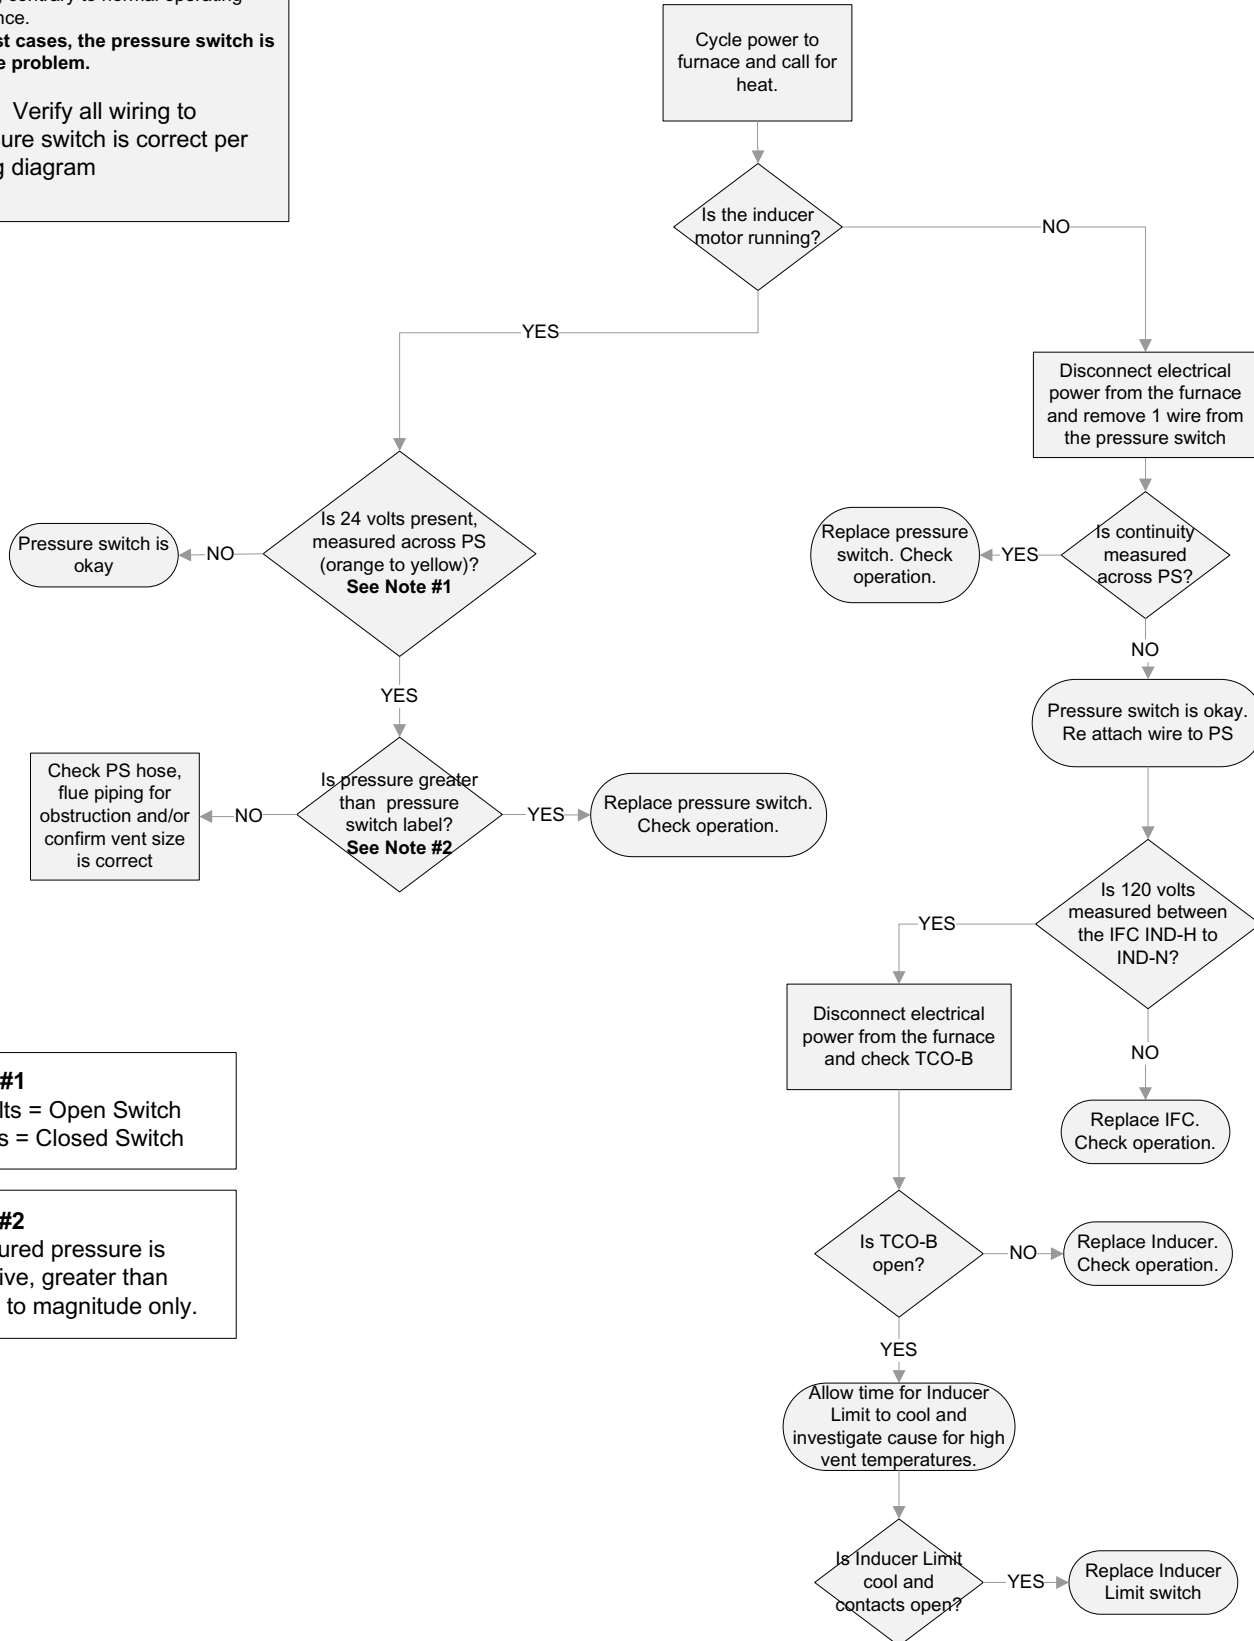 contrary to normal operating
st cases, the pressure switch is
e problem.
Verify all wiring to
ure switch is correct per
diagram
Cycle power to
furnace and call for
heat.
Is the inducer
motor running?
NO
YES
Disconnect electrical
power from the furnace
and remove 1 wire from
the pressure switch
Is 24 volts present,
measured across PS
(orange to yellow)?
See Note #1
NO
Pressure switch is
okay
Is continuity
measured
across PS?
YES
Replace pressure
switch. Check
operation.
NO
Pressure switch is okay.
Re attach wire to PS
YES
Is pressure greater
than pressure
switch label?
See Note #2
NO
Check PS hose,
flue piping for
obstruction and/or
confirm vent size
is correct
YES
Replace pressure switch.
Check operation.
Is 120 volts
measured between
the IFC IND-H to
IND-N?
YES
Disconnect electrical
power from the furnace
and check TCO-B
NO
Replace IFC.
Check operation.
#1
lts = Open Switch
s = Closed Switch
#2
ured pressure is
ive, greater than
to magnitude only.
Is TCO-B
open?
NO
Replace Inducer.
Check operation.
YES
Allow time for Inducer
Limit to cool and
investigate cause for high
vent temperatures.
Is Inducer Limit
cool and
contacts open?
YES
Replace Inducer
Limit switch